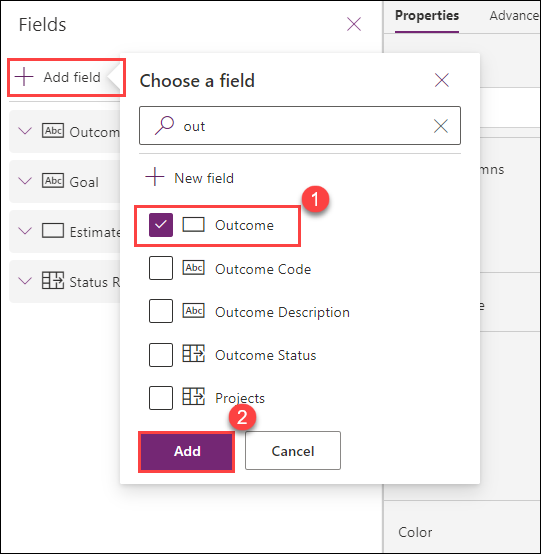 Fields
Properties
Advance
Add field
Choose a field
out
New field
Abc Outcom
Abc Goal
Estimate
Status R
mns
e
1
Outcome
Abc Outcome Code
Abc Outcome Description
Outcome Status
Projects
2
Add
Cancel
Color